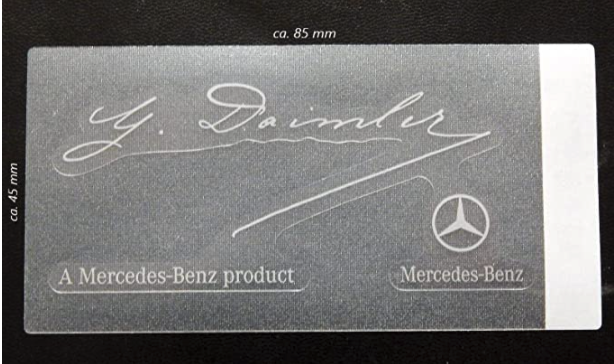 ca. 85 mm
ca. 45 mm
G. Daimler
A Mercedes-Benz product
Mercedes-Benz